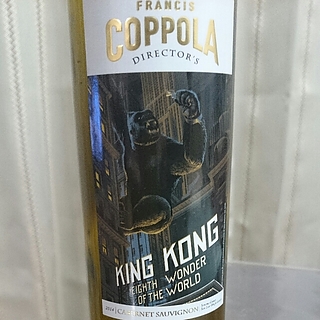 FRANCIS
COPPOLA
DIRECTOR'S
KING KONG
EIGHTH WONDER
OF THE WORLD
CABERNET SAUVIGNON